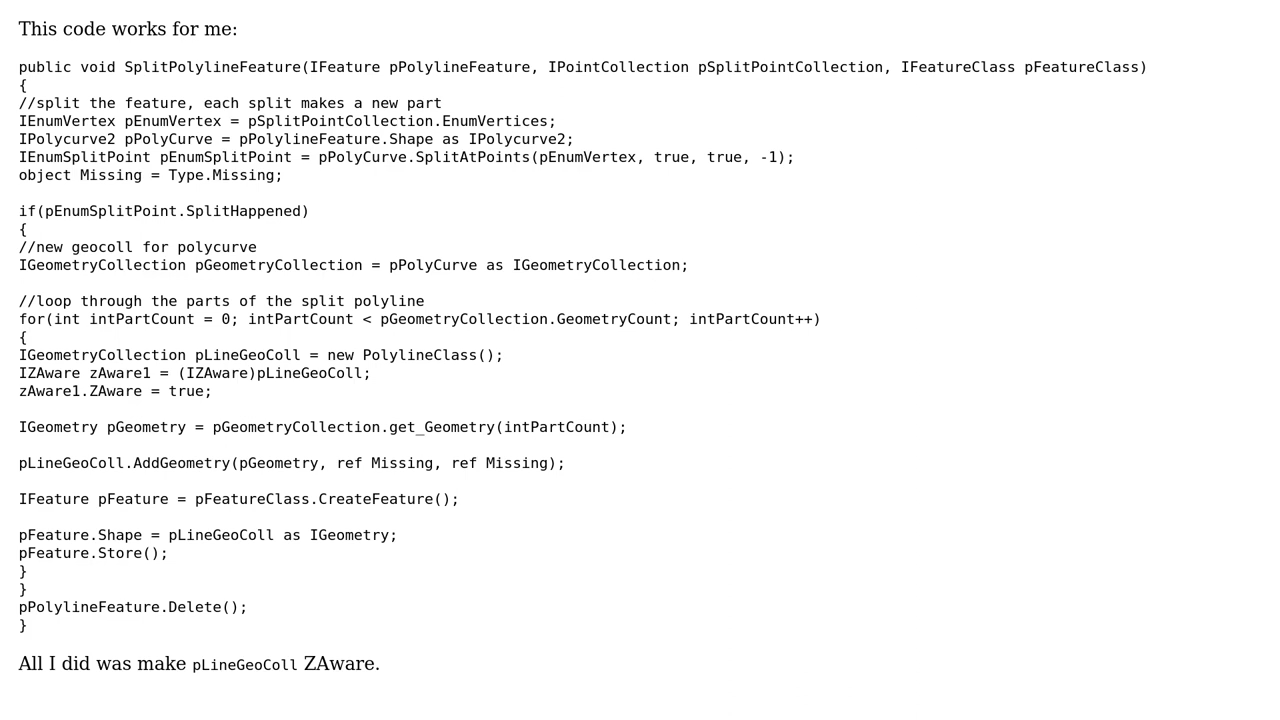 This code works for me:
public void SplitPolylineFeature(IFeature pPolylineFeature, IPointCollection pSplitPointCollection, IFeatureClass pFeatureClass)
{
//split the feature, each split makes a new part
IEnumVertex pEnumVertex = pSplitPointCollection.EnumVertices;
IPolycurve2 pPolyCurve = pPolylineFeature.Shape as IPolycurve2;
IEnumSplitPoint pEnumSplitPoint = pPolyCurve.SplitAtPoints(pEnumVertex, true, true, -1);
object Missing = Type.Missing;
if(pEnumSplitPoint.SplitHappened)
{
//new geocoll for polycurve
IGeometryCollection pGeometryCollection = pPolyCurve as IGeometryCollection;
//loop through the parts of the split polyline
for(int intPartCount = 0; intPartCount < pGeometryCollection.GeometryCount; intPartCount++)
{
IGeometryCollection pLineGeoColl = new PolylineClass();
IZAware zAware1 = (IZAware)pLineGeoColl;
zAware1.ZAware = true;
IGeometry pGeometry = pGeometryCollection.get_Geometry(intPartCount);
pLineGeoColl.AddGeometry(pGeometry, ref Missing, ref Missing);
IFeature pFeature = pFeatureClass.CreateFeature();
pFeature.Shape = pLineGeoColl as IGeometry;
pFeature.Store();
}
}
pPolylineFeature.Delete();
}
All I did was make pLineGeoColl ZAware.